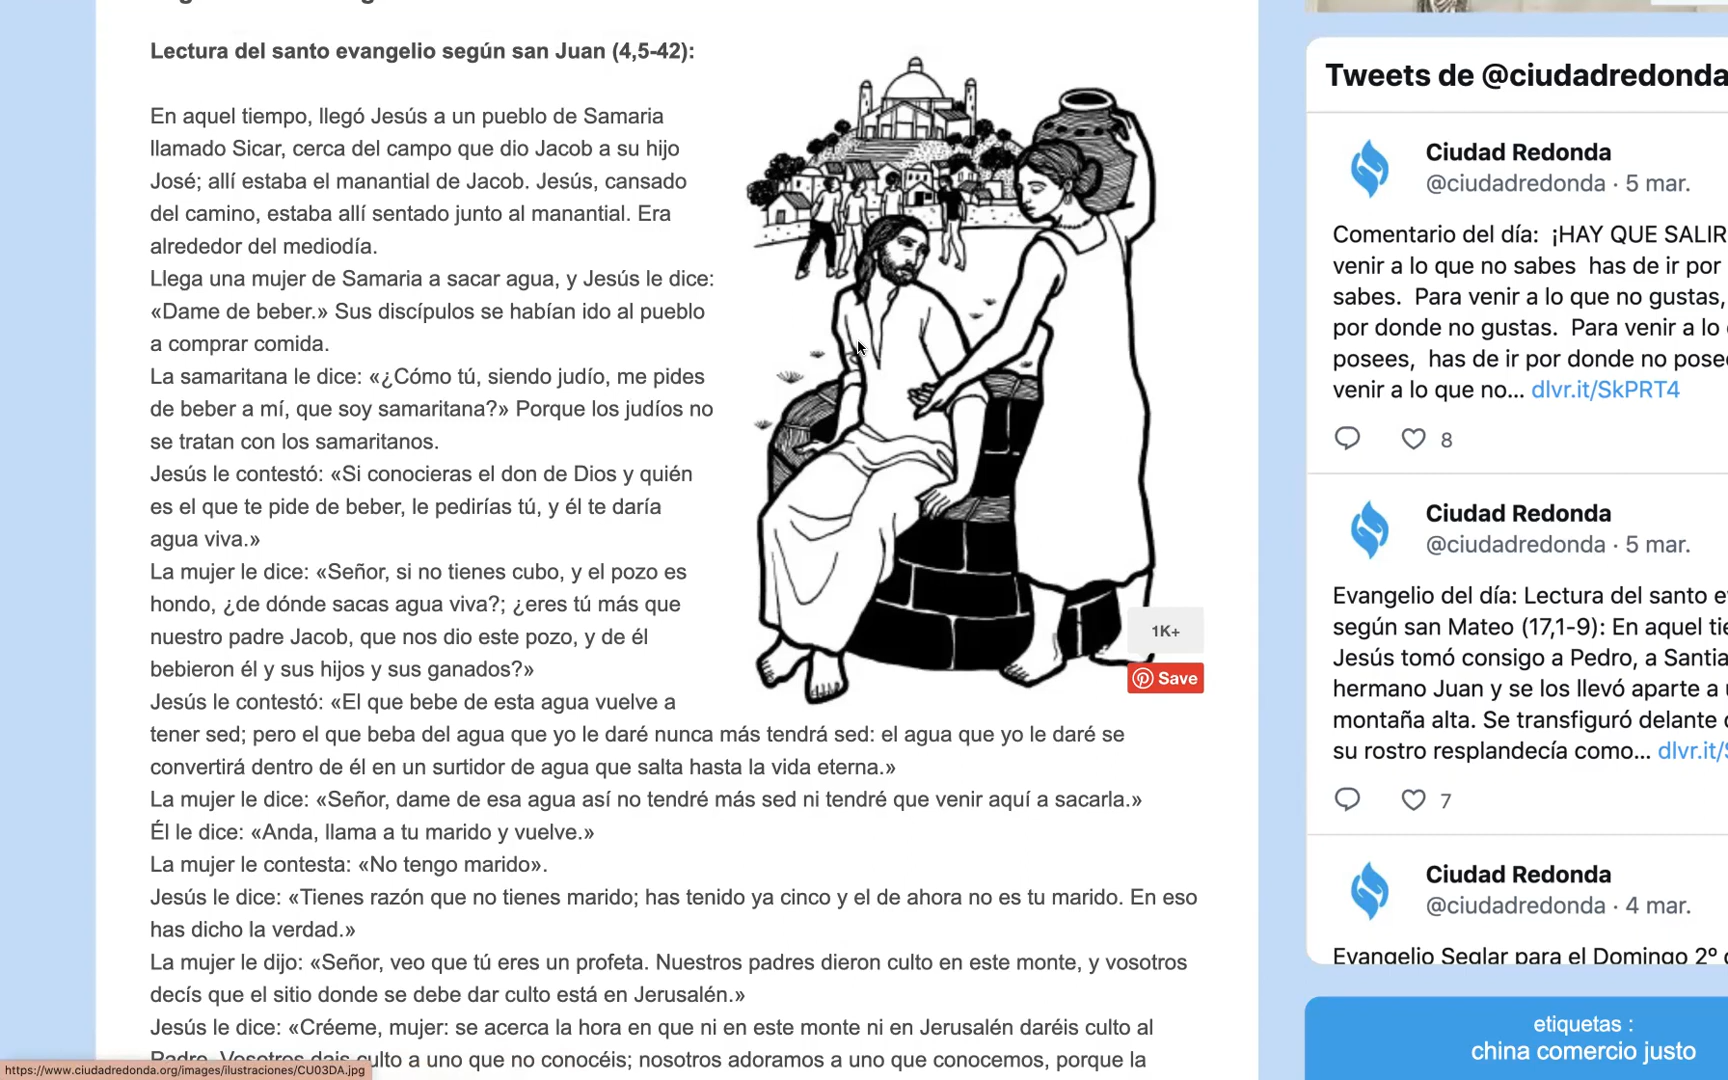 Lectura del santo evangelio según san Juan (4,5-42):
En aquel tiempo, llegó Jesús a un pueblo de Samaria
llamado Sicar, cerca del campo que dio Jacob a su hijo
José; allí estaba el manantial de Jacob. Jesús, cansado
del camino, estaba allí sentado junto al manantial. Era
alrededor del mediodía.
Llega una mujer de Samaria a sacar agua, y Jesús le dice:
«Dame de beber.» Sus discípulos se habían ido al pueblo
a comprar comida.
La samaritana le dice: «¿Cómo tú, siendo judío, me pides
de beber a mí, que soy samaritana?» Porque los judíos no
se tratan con los samaritanos.
Jesús le contestó: «Si conocieras el don de Dios y quién
es el que te pide de beber, le pedirías tú, y él te daría
agua viva.»
La mujer le dice: «Señor, si no tienes cubo, y el pozo es
hondo, ¿de dónde sacas agua viva?; ¿eres tú más que
nuestro padre Jacob, que nos dio este pozo, y de él
bebieron él y sus hijos y sus ganados?»
Jesús le contestó: «El que bebe de esta agua vuelve a
tener sed; pero el que beba del agua que yo le daré nunca más tendrá sed: el agua que yo le daré se
convertirá dentro de él en un surtidor de agua que salta hasta la vida eterna.»
La mujer le dice: «Señor, dame de esa agua así no tendré más sed ni tendré que venir aquí a sacarla.»
Él le dice: «Anda, llama a tu marido y vuelve.»
La mujer le contesta: «No tengo marido».
Jesús le dice: «Tienes razón que no tienes marido; has tenido ya cinco y el de ahora no es tu marido. En eso
has dicho la verdad.»
La mujer le dijo: «Señor, veo que tú eres un profeta. Nuestros padres dieron culto en este monte, y vosotros
decís que el sitio donde se debe dar culto está en Jerusalén.»
Jesús le dice: «Créeme, mujer: se acerca la hora en que ni en este monte ni en Jerusalén daréis culto al
Padre. Vosotros dais culto a uno que no conocéis; nosotros adoramos a uno que conocemos, porque la
https://www.ciudadredonda.org/images/ilustraciones/CU03DA.jpg
1K+
Save
Tweets de @ciudadredonda
Ciudad Redonda
@ciudadredonda · 5 mar.
Comentario del día: ¡HAY QUE SALIR
venir a lo que no sabes has de ir por
sabes. Para venir a lo que no gustas,
por donde no gustas. Para venir a lo
posees, has de ir por donde no
venir a lo que no... dlvr.it/SkPRT4
8
Ciudad Redonda
@ciudadredonda · 5 mar.
Evangelio del día: Lectura del santo
según san Mateo (17,1-9): En aquel
Jesús tomó consigo a Pedro, a
hermano Juan y se los llevó aparte a
montaña alta. Se transfiguró delante
su rostro resplandecía como...
7
Ciudad Redonda
@ciudadredonda · 4 mar.
Evangelio Seglar para el Domingo 2º
etiquetas :
china comercio justo